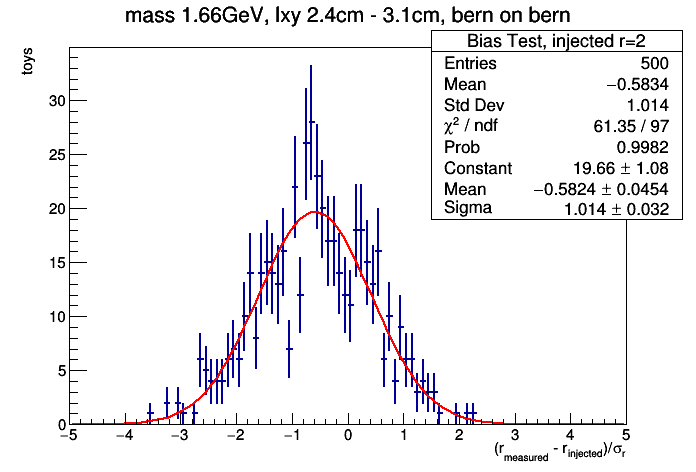 mass 1.66GeV, lxy 2.4cm - 3.1cm, bern on bern
toys
Bias Test, injected r=2
Entries 500
Mean −0.5834
Std Dev 1.014
χ² / ndf 61.35 / 97
Prob 0.9982
Constant 19.66 ± 1.08
Mean −0.5824 ± 0.0454
Sigma 1.014 ± 0.032
30
25
20
15
10
5
0
−5 −4 −3 −2 −1 0 1 2 3 4 5
(r_measured - r_injected)/σ_r